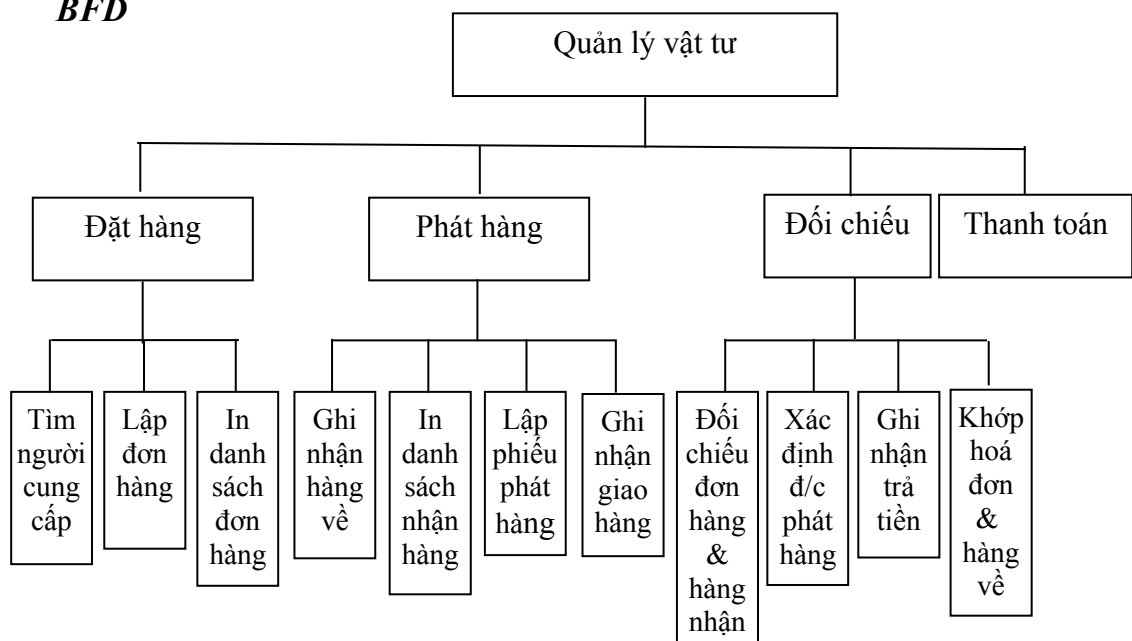 BFD
Quản lý vật tư
Đặt hàng
Phát hàng
Đối chiếu
Thanh toán
Tìm
người
cung
cấp
Lập
đơn
hàng
In
danh
sách
đơn
hàng
Ghi
nhận
hàng
về
In
danh
sách
nhận
hàng
Lập
phiếu
phát
hàng
Ghi
nhận
giao
hàng
Đối
chiếu
đơn
hàng
&
hàng
nhận
Xác
định
đ/c
phát
hàng
Ghi
nhận
trả
tiền
Khớp
hoá
đơn
&
hàng
về